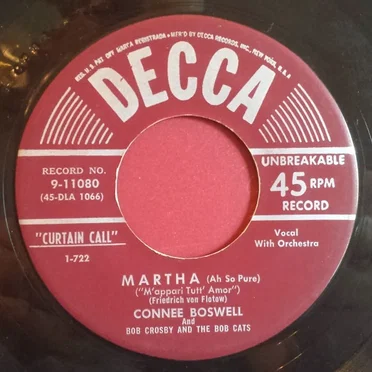 REG. U. S. PAT. OFF. MARCA REGISTRADA • MF'D BY DECCA RECORDS, INC., NEW YORK, U. S. A.
DECCA
RECORD NO.
9-11080
(45-DLA 1066)
UNBREAKABLE
45 RPM
RECORD
"CURTAIN CALL"
1-722
Vocal
With Orchestra
MARTHA (Ah So Pure)
("M'appari Tutt' Amor")
(Friedrich von Flotow)
CONNEE BOSWELL
And
BOB CROSBY AND THE BOB CATS